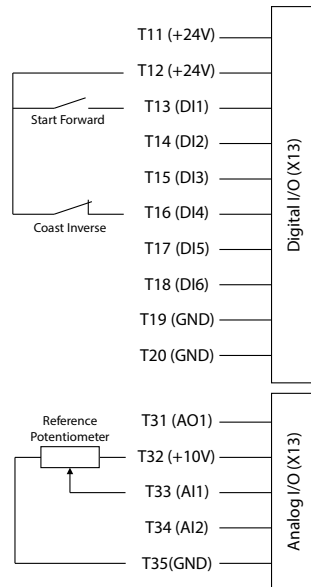 T11 (+24V)
T12 (+24V)
T13 (DI1)
Start Forward
T14 (DI2)
T15 (DI3)
T16 (DI4)
Coast Inverse
T17 (DI5)
T18 (DI6)
T19 (GND)
T20 (GND)
Digital I/O (X13)
T31 (AO1)
Reference
Potentiometer
T32 (+10V)
T33 (AI1)
T34 (AI2)
T35(GND)
Analog I/O (X13)